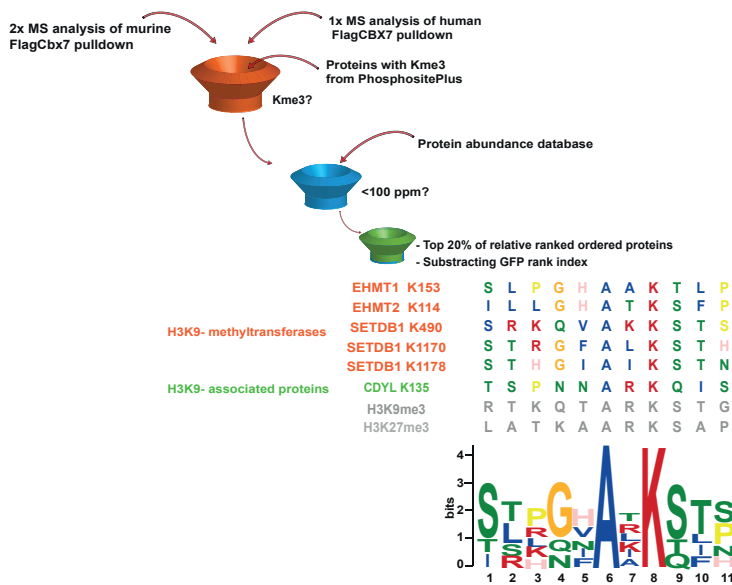 2x MS analysis of murine
FlagCbx7 pulldown
1x MS analysis of human
FlagCBX7 pulldown
Proteins with Kme3
from PhospositePlus
Kme3?
Protein abundance database
<100 ppm?
- Top 20% of relative ranked ordered proteins
- Substracting GFP rank index
EHMT1 K153 S L P G H A A K T L P
EHMT2 K114 I L L G H A T K S F P
H3K9- methyltransferases
SETDB1 K490 S R K Q V A K K S T S
SETDB1 K1170 S T R G F A L K S T H
SETDB1 K1178 S T H G I A I K S T N
H3K9- associated proteins
CDYL K135 T S P N N A R K Q I S
H3K9me3 R T K Q T A R K S T G
H3K27me3 L A T K A A R K S A P
bits
4
3
2
1
0
S T I
T L S R
P R L K H
G Q N
H V N I F
A
T R L K I A
K
S T Q
T L I F
S P N H
1 2 3 4 5 6 7 8 9 10 11